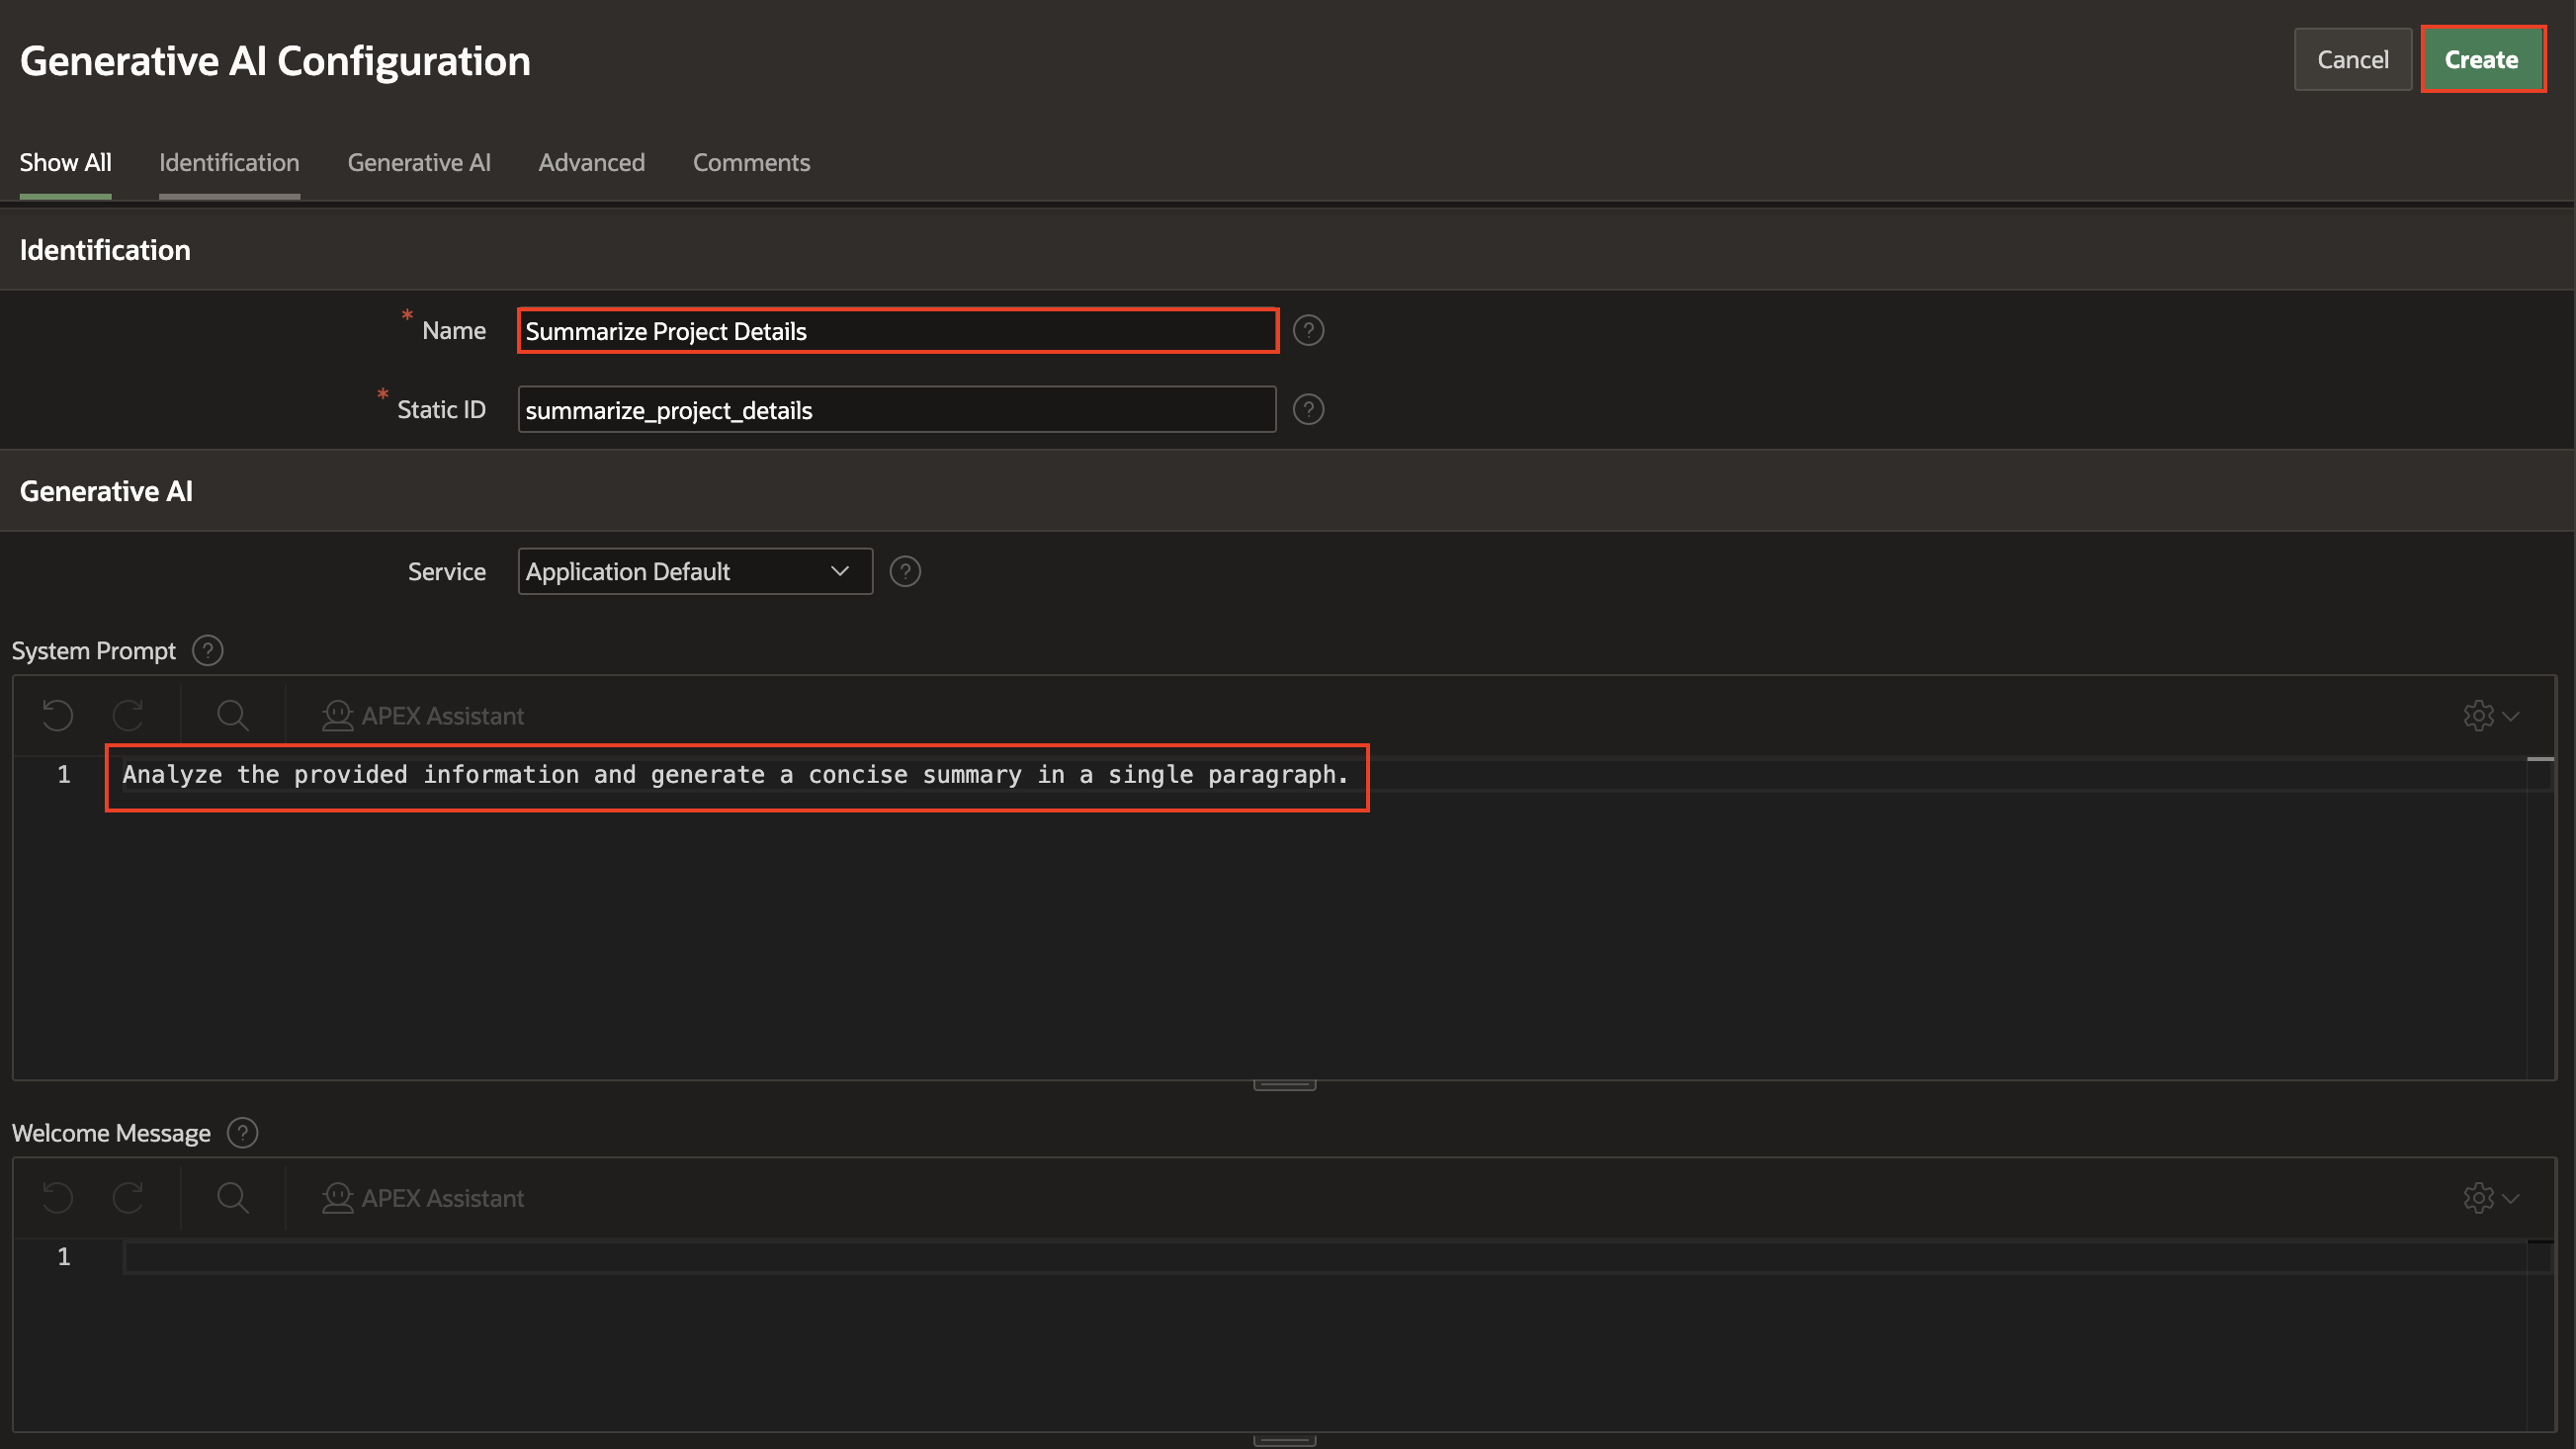 Generative AI Configuration
Cancel
Create
Show All
Identification
Generative AI
Advanced
Comments
Identification
* Name
Summarize Project Details
?
* Static ID
summarize_project_details
?
Generative AI
Service
Application Default
?
System Prompt ?
APEX Assistant
1
Analyze the provided information and generate a concise summary in a single paragraph.
Welcome Message ?
APEX Assistant
1